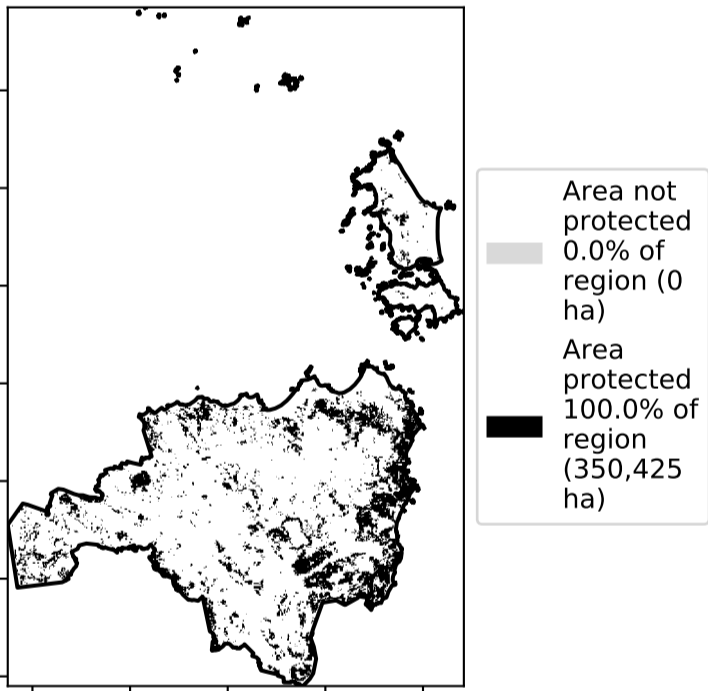 Area not
protected
0.0% of
region (0
ha)
Area
protected
100.0% of
region
(350,425
ha)